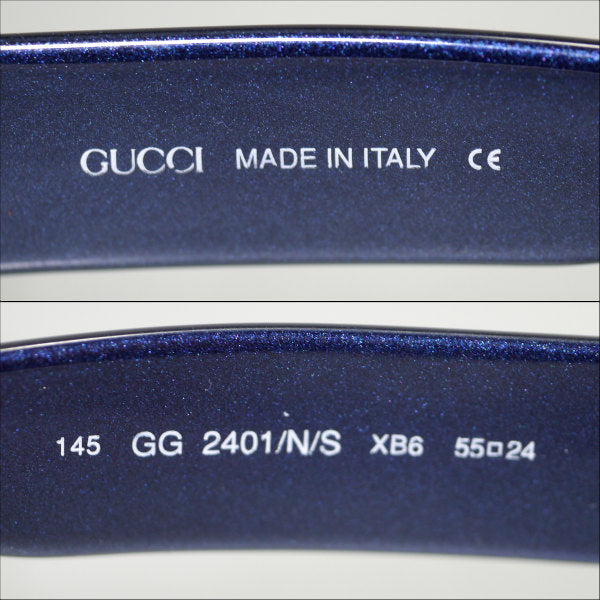 GUCCI MADE IN ITALY CE
145 GG 2401/N/S XB6 55□24